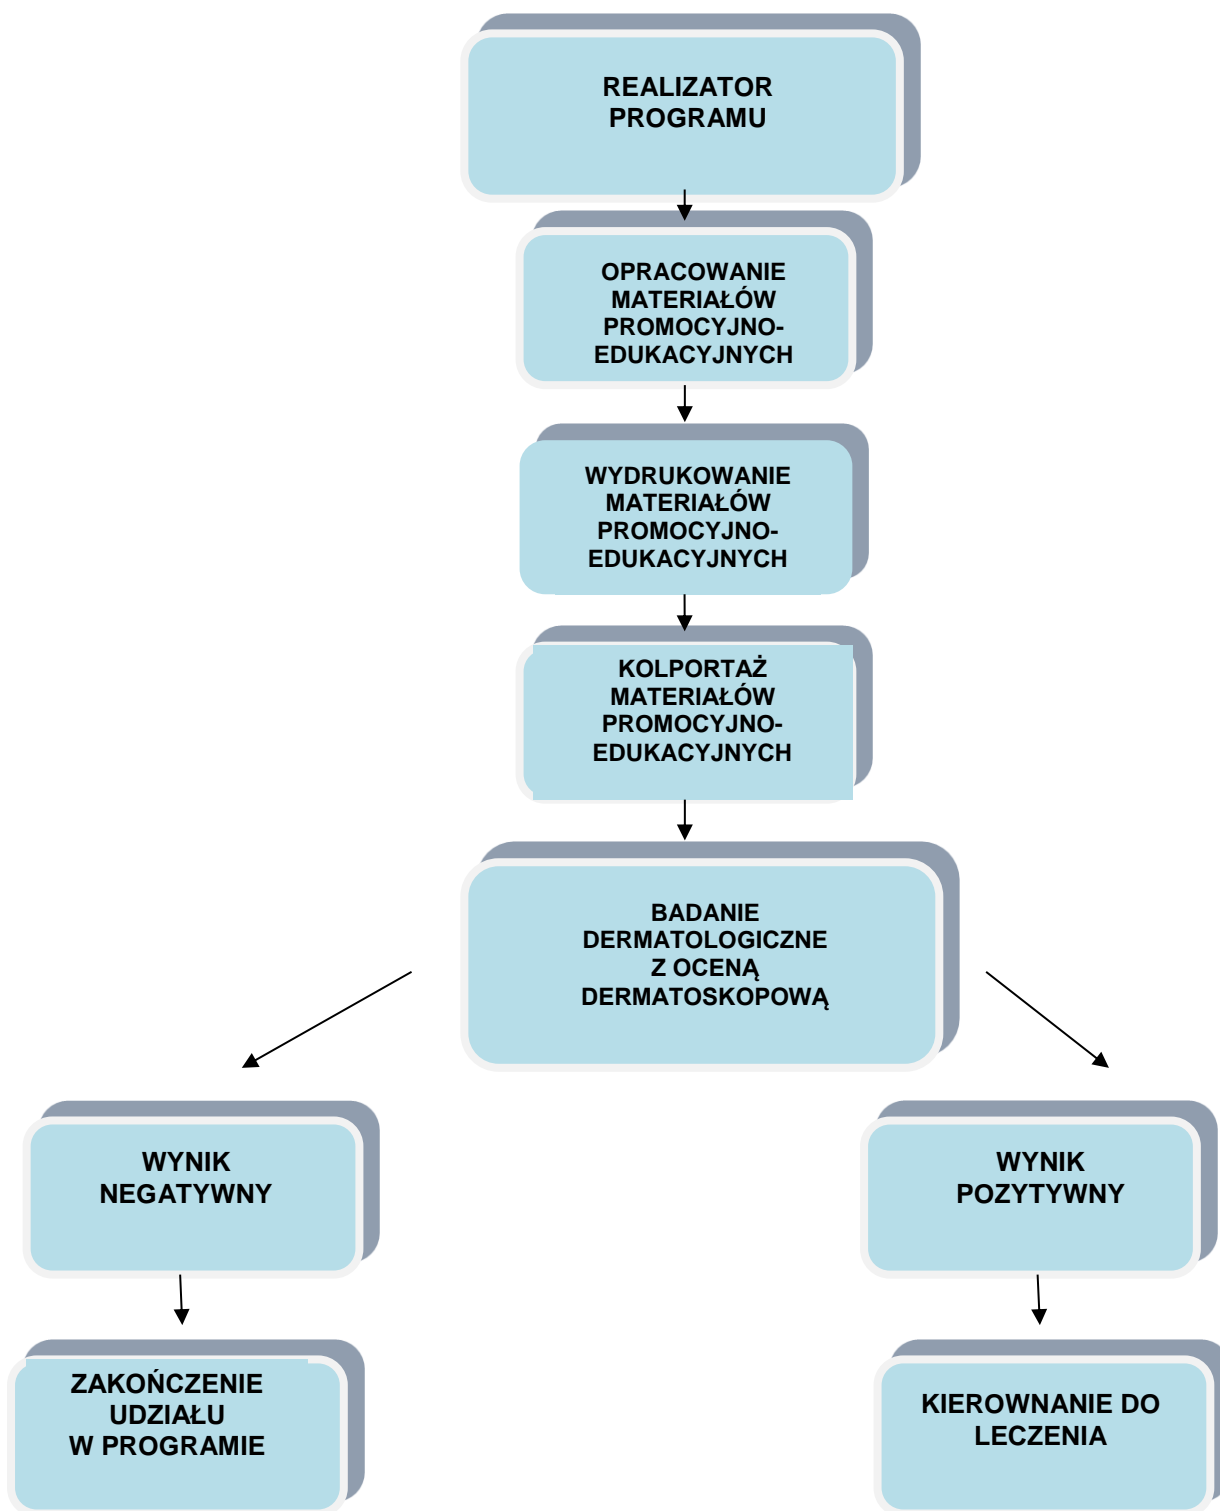 REALIZATOR
PROGRAMU
OPRACOWANIE
MATERIAŁÓW
PROMOCYJNO-
EDUKACYJNYCH
WYDRUKOWANIE
MATERIAŁÓW
PROMOCYJNO-
EDUKACYJNYCH
KOLPORTAŻ
MATERIAŁÓW
PROMOCYJNO-
EDUKACYJNYCH
BADANIE
DERMATOLOGICZNE
Z OCENĄ
DERMATOSKOPOWĄ
WYNIK
NEGATYWNY
WYNIK
POZYTYWNY
ZAKOŃCZENIE
UDZIAŁU
W PROGRAMIE
KIEROWNANIE DO
LECZENIA